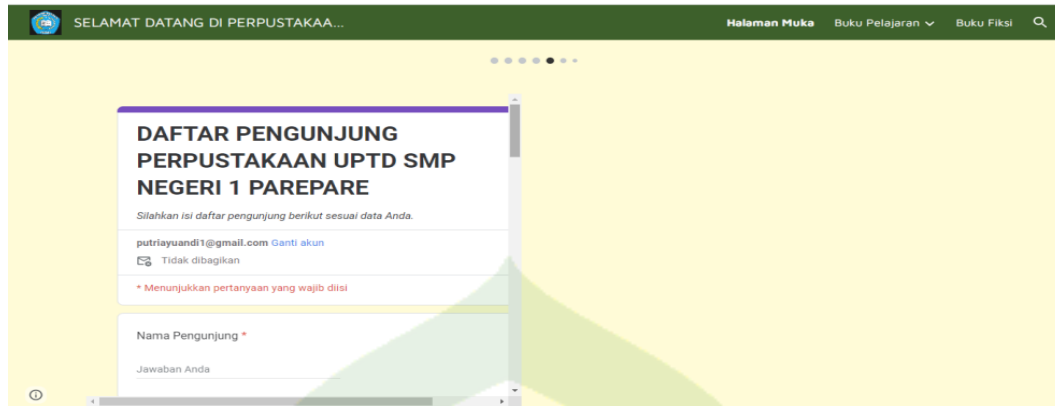 SELAMAT DATANG DI PERPUSTAKAA...
Halaman Muka Buku Pelajaran Buku Fiksi
DAFTAR PENGUNJUNG
PERPUSTAKAAN UPTD SMP
NEGERI 1 PAREPARE
Silahkan isi daftar pengunjung berikut sesuai data Anda.
putriayuandi1@gmail.com Ganti akun
Tidak dibagikan
* Menunjukkan pertanyaan yang wajib diisi
Nama Pengunjung *
Jawaban Anda